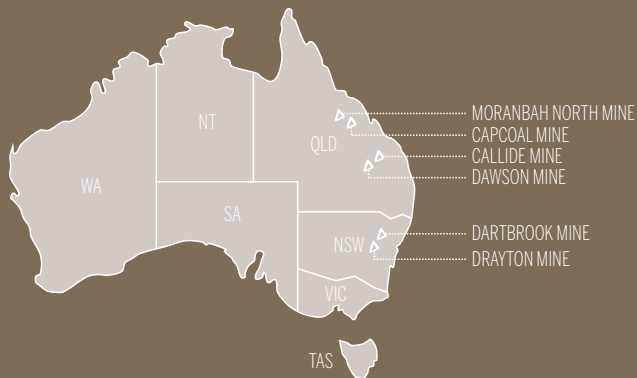 NT
QLD
WA
SA
NSW
VIC
TAS
MORANBAH NORTH MINE
CAPCOAL MINE
CALLIDE MINE
DAWSON MINE
DARTBROOK MINE
DRAYTON MINE